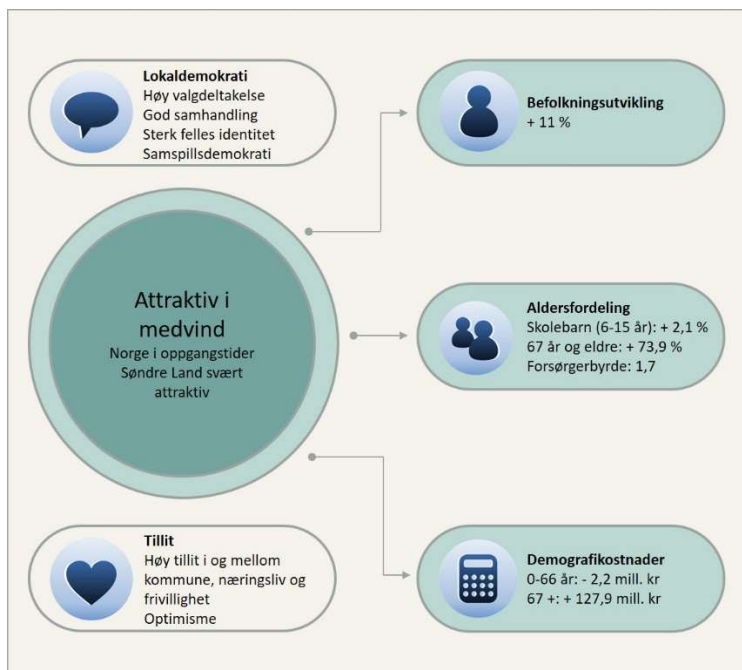 Lokaldemokrati
Høy valgdeltakelse
God samhandling
Sterk felles identitet
Samspillsdemokrati
Befolkningsutvikling
+ 11 %
Attraktiv i
medvind
Norge i oppgangstider
Søndre Land svært
attraktiv
Aldersfordeling
Skolebarn (6-15 år): + 2,1 %
67 år og eldre: + 73,9 %
Forsørgerbyrde: 1,7
Tillit
Høy tillit i og mellom
kommune, næringsliv og
frivillighet
Optimisme
Demografikostnader
0-66 år: - 2,2 mill. kr
67 +: + 127,9 mill. kr